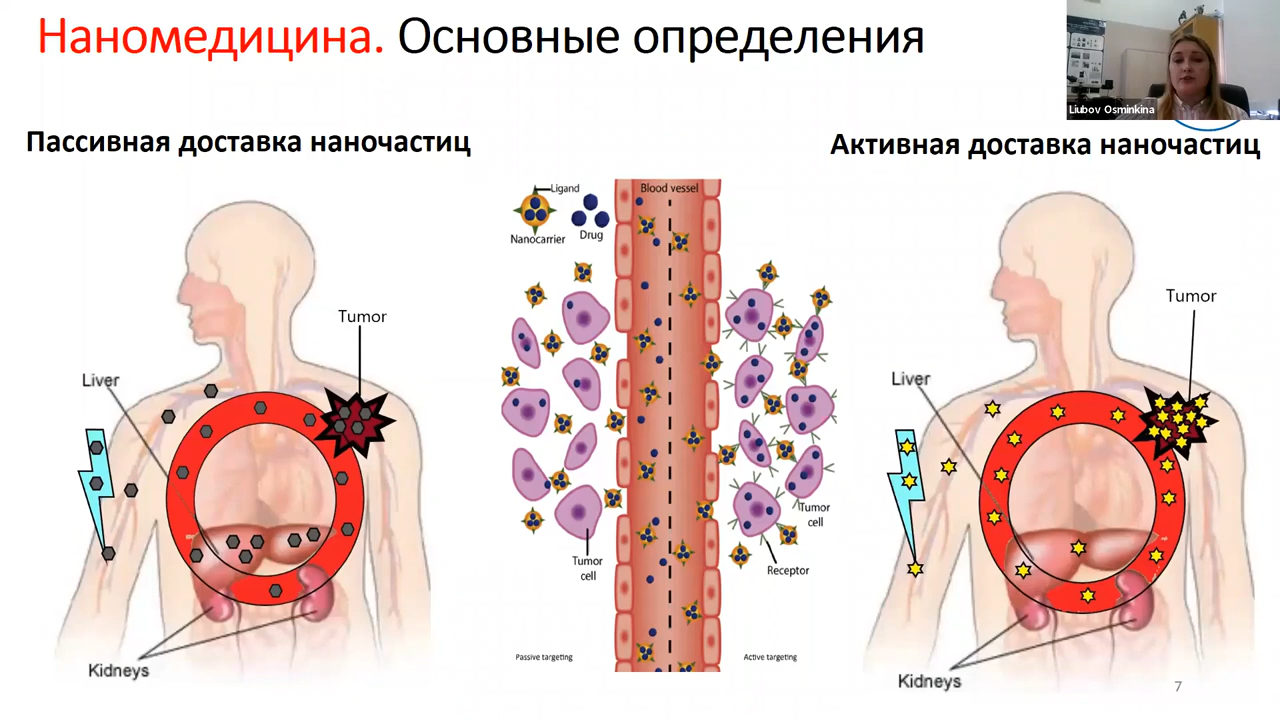 Наномедицина. Основные определения
Liubov Osminkina
Пассивная доставка наночастиц
Активная доставка наночастиц
Tumor
Liver
Kidneys
Ligand
Nanocarrier
Drug
Blood vessel
Tumor
cell
Tumor
cell
Receptor
Passive targeting
Active targeting
Tumor
Liver
Kidneys
7